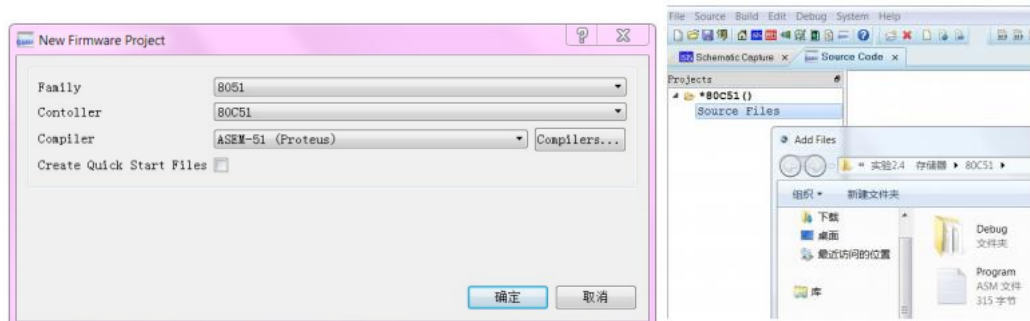 New Firmware Project
Family 8051
Contoller 80C51
Compiler ASEM-51 (Proteus) Compilers...
Create Quick Start Files
确定 取消
File Source Build Edit Debug System Help
Schematic Capture × Source Code ×
Projects
*80C51()
Source Files
Add Files
实验2.4 存储器 80C51
组织 新建文件夹
下载
桌面
最近访问的位置
库
Debug
文件夹
Program
ASM 文件
315 字节